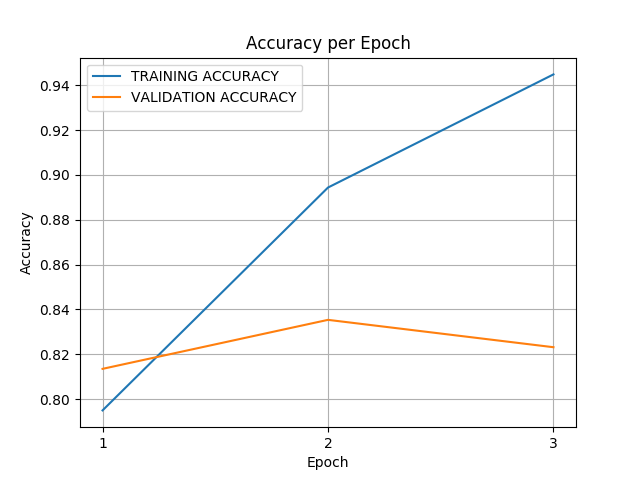 Accuracy per Epoch
TRAINING ACCURACY
VALIDATION ACCURACY
Accuracy
0.94
0.92
0.90
0.88
0.86
0.84
0.82
0.80
1
2
3
Epoch